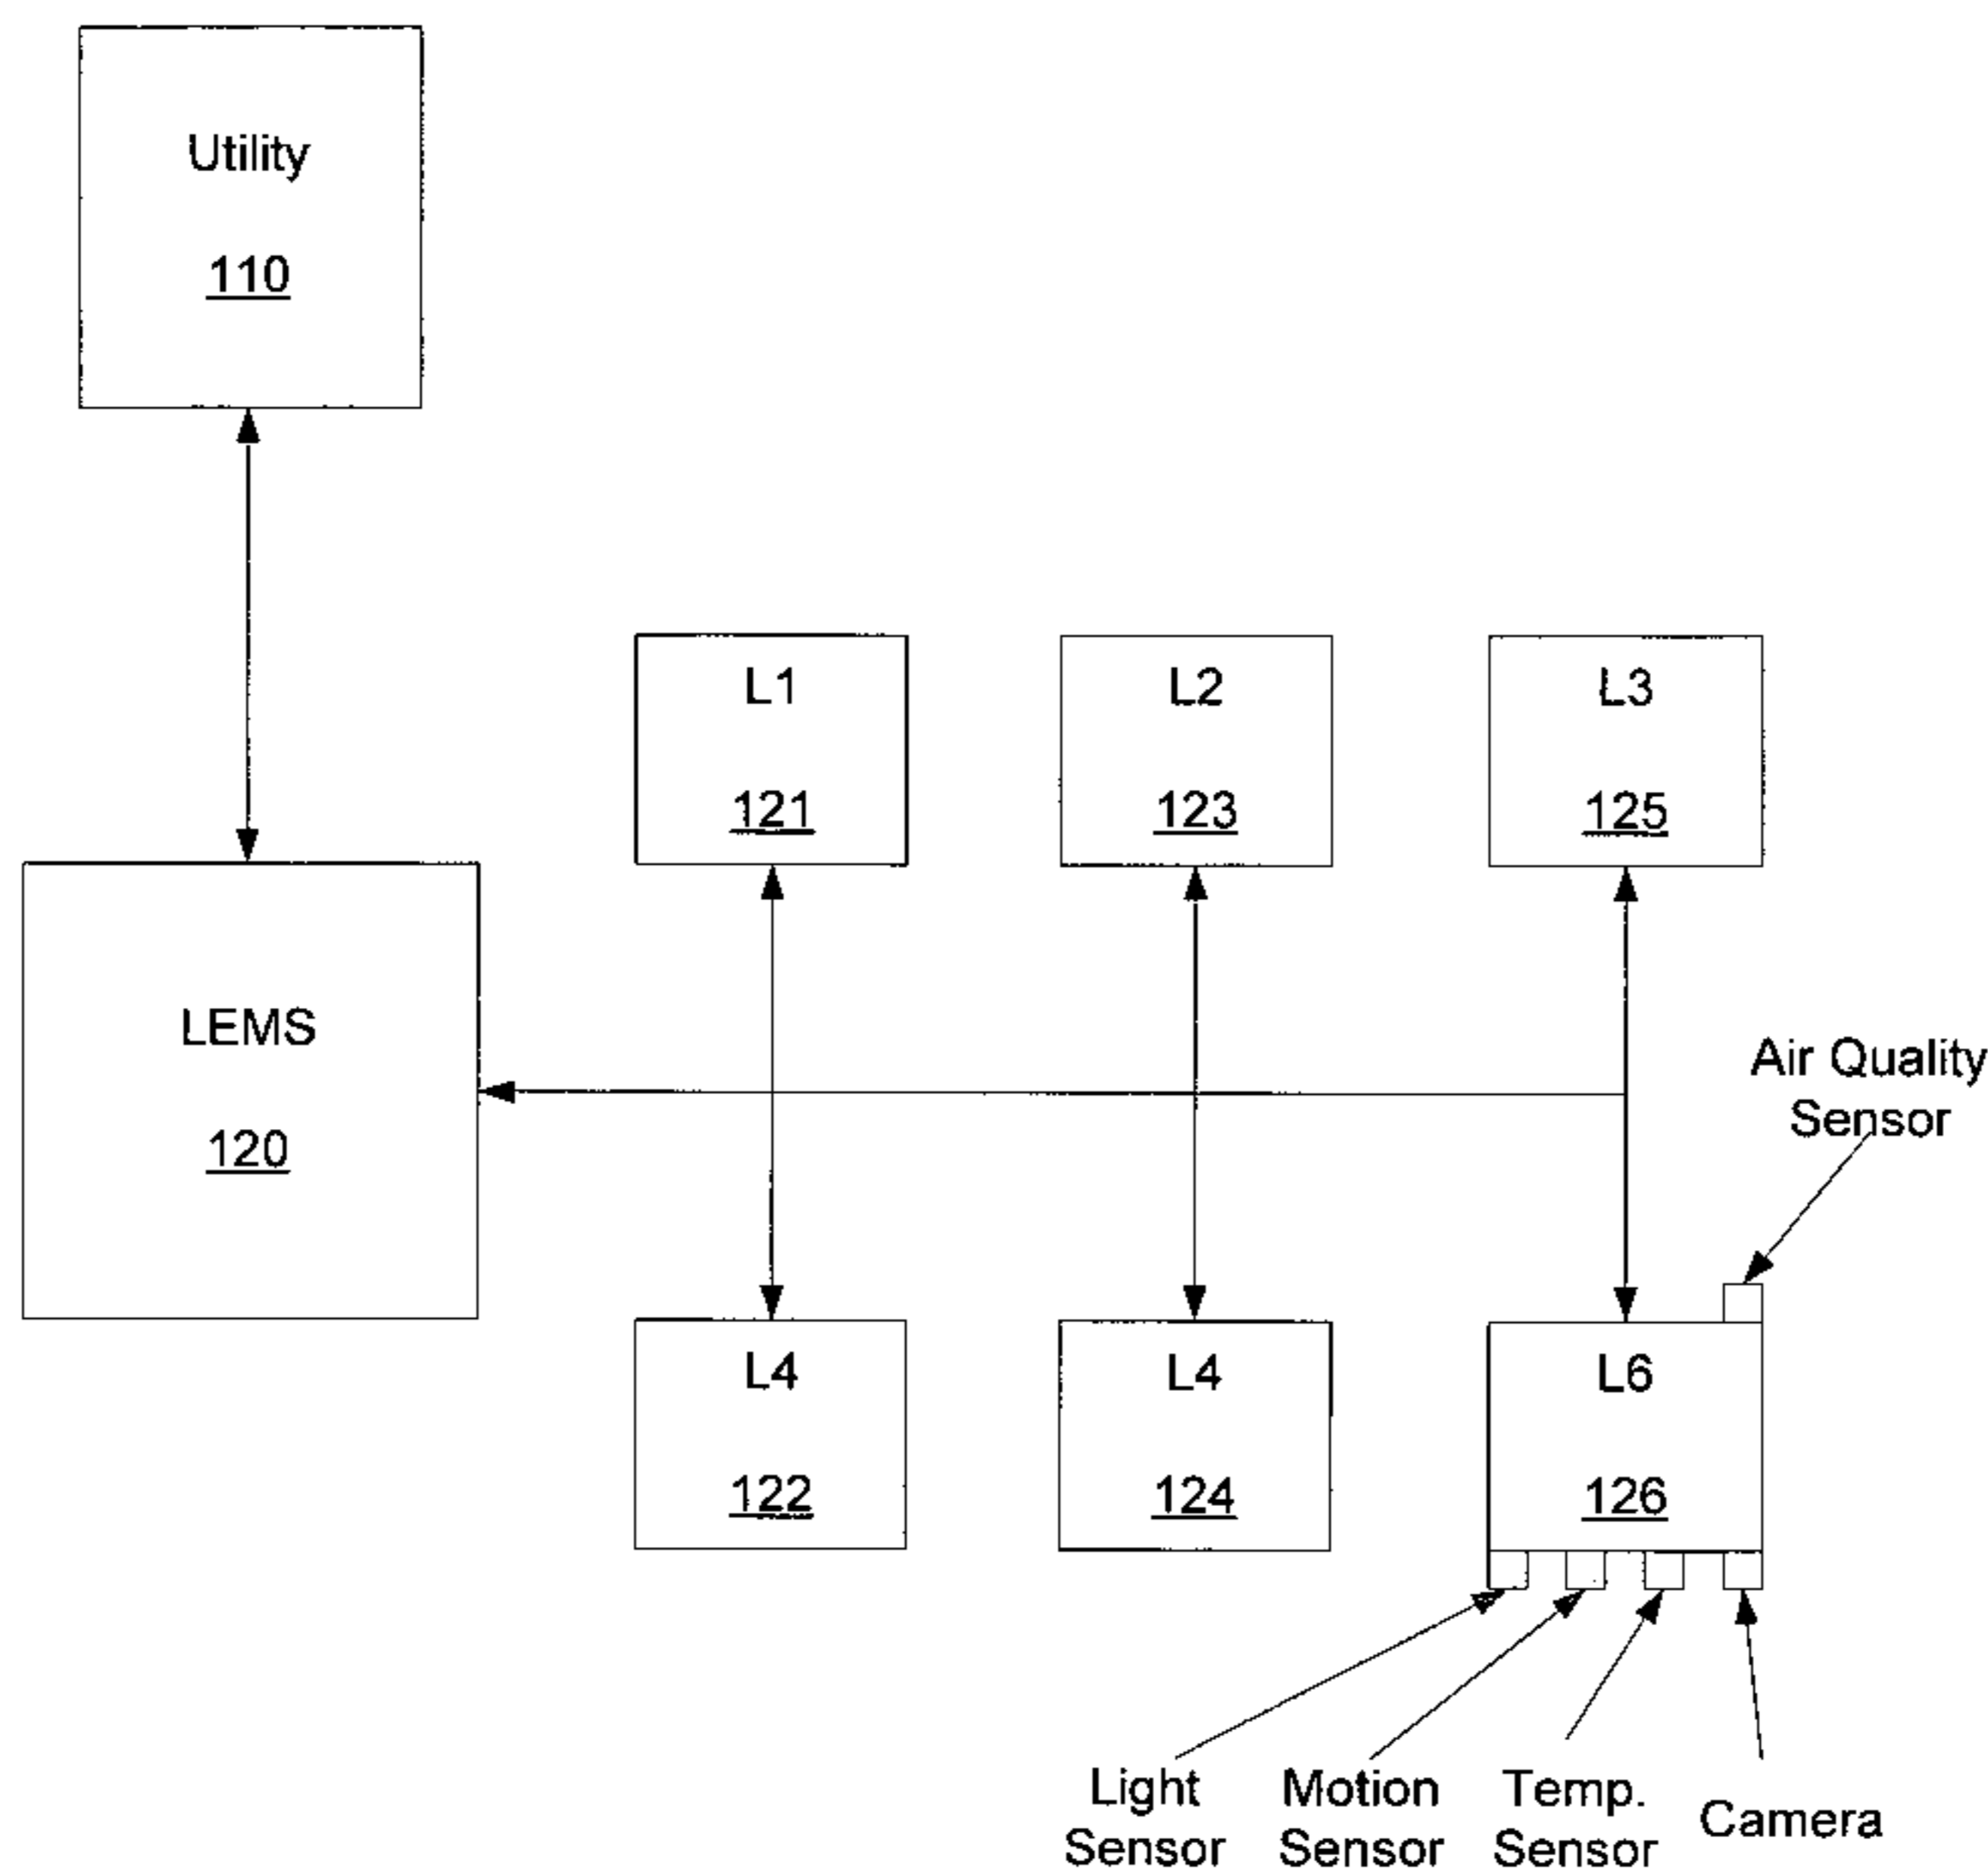 Utility
110
L1
121
L2
123
L3
125
LEMS
120
Air Quality
Sensor
L4
122
L4
124
L6
126
Light
Sensor
Motion
Sensor
Temp.
Sensor
Camera